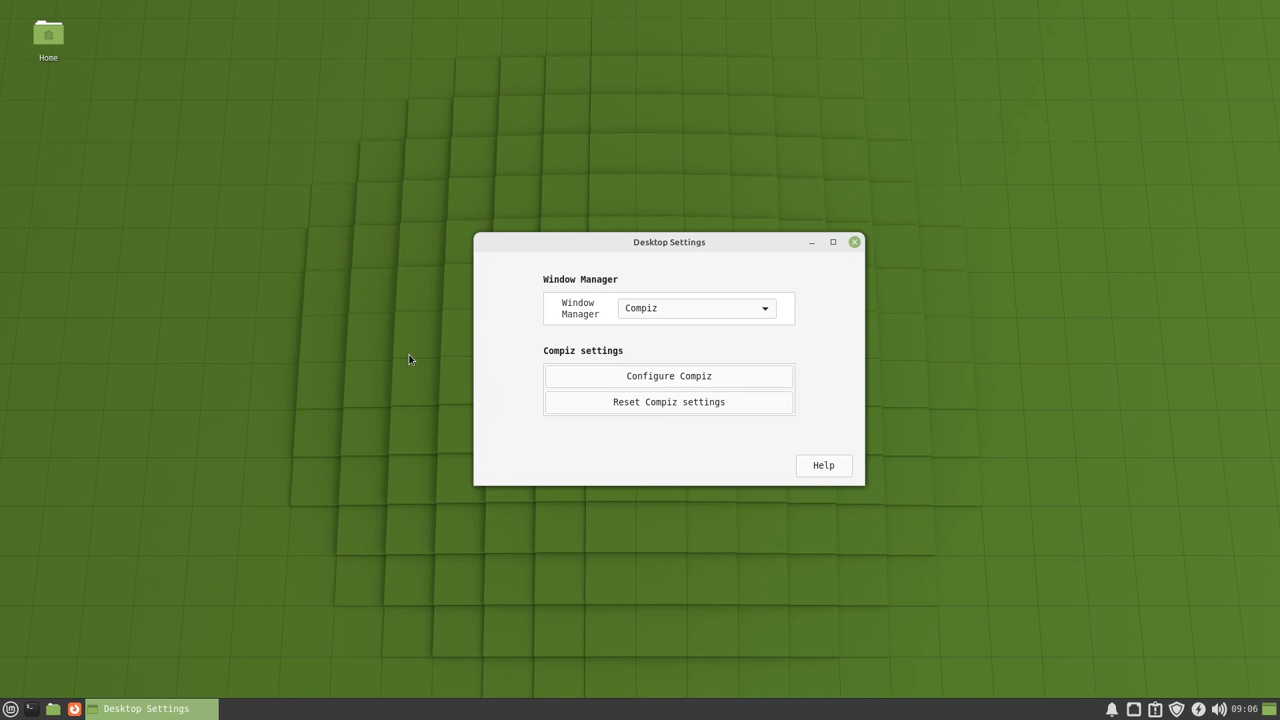 Home
Desktop Settings
Window Manager
Window
Manager
Compiz
Compiz settings
Configure Compiz
Reset Compiz settings
Help
Desktop Settings
09:06